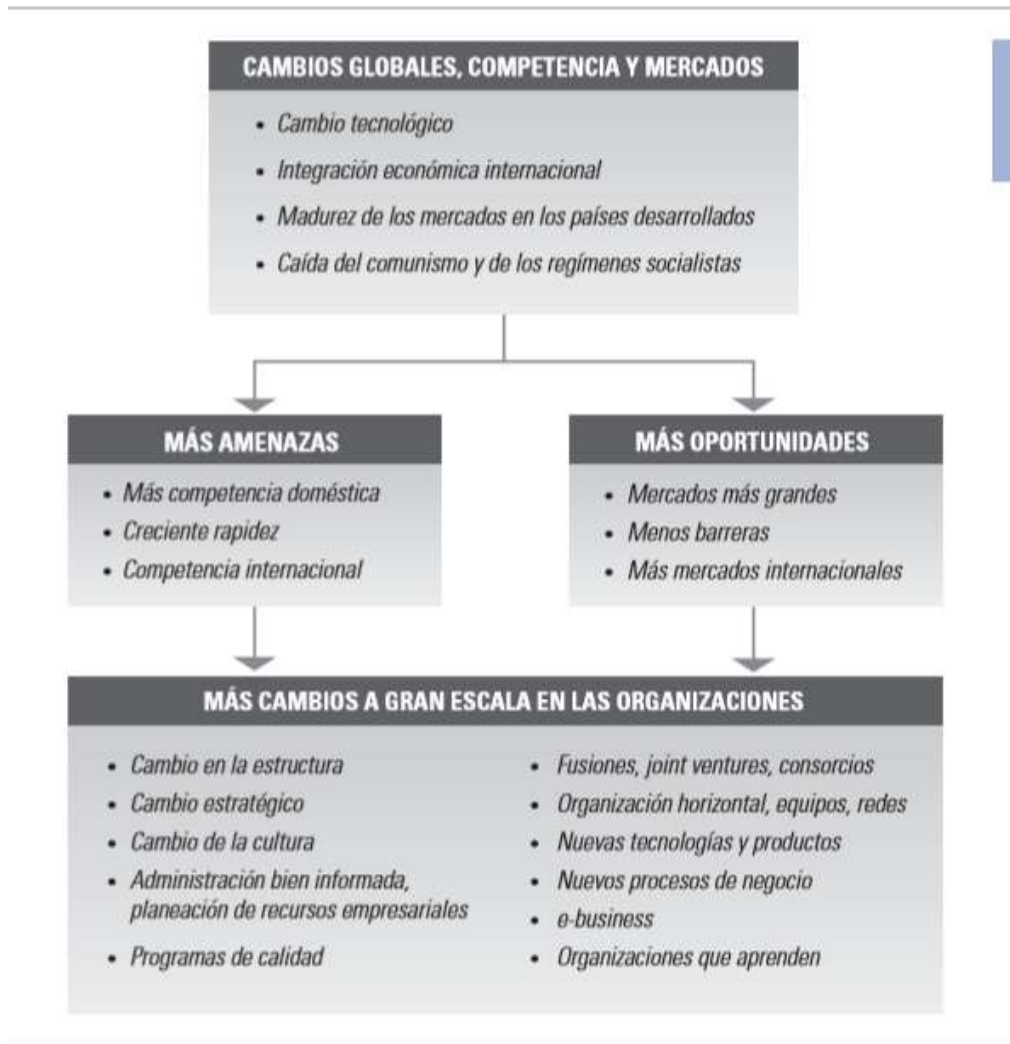 CAMBIOS GLOBALES, COMPETENCIA Y MERCADOS
• Cambio tecnológico
• Integración económica internacional
• Madurez de los mercados en los países desarrollados
• Caída del comunismo y de los regímenes socialistas
MÁS AMENAZAS
• Más competencia doméstica
• Creciente rapidez
• Competencia internacional
MÁS OPORTUNIDADES
• Mercados más grandes
• Menos barreras
• Más mercados internacionales
MÁS CAMBIOS A GRAN ESCALA EN LAS ORGANIZACIONES
• Cambio en la estructura
• Cambio estratégico
• Cambio de la cultura
• Administración bien informada,
planeación de recursos empresariales
• Programas de calidad
• Fusiones, joint ventures, consorcios
• Organización horizontal, equipos, redes
• Nuevas tecnologías y productos
• Nuevos procesos de negocio
• e-business
• Organizaciones que aprenden